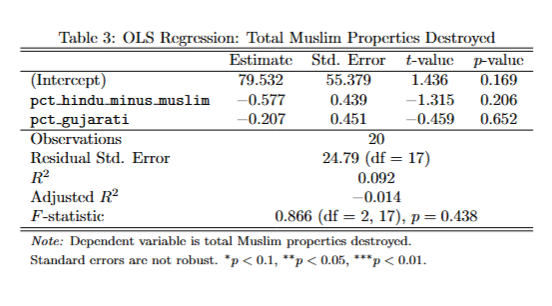 Table 3: OLS Regression: Total Muslim Properties Destroyed
Estimate Std. Error t-value p-value
(Intercept) 79.532 55.379 1.436 0.169
pct_hindu_minus_muslim −0.577 0.439 −1.315 0.206
pct_gujarati −0.207 0.451 −0.459 0.652
Observations 20
Residual Std. Error 24.79 (df = 17)
R² 0.092
Adjusted R² −0.014
F-statistic 0.866 (df = 2, 17), p = 0.438
Note: Dependent variable is total Muslim properties destroyed.
Standard errors are not robust. *p < 0.1, **p < 0.05, ***p < 0.01.